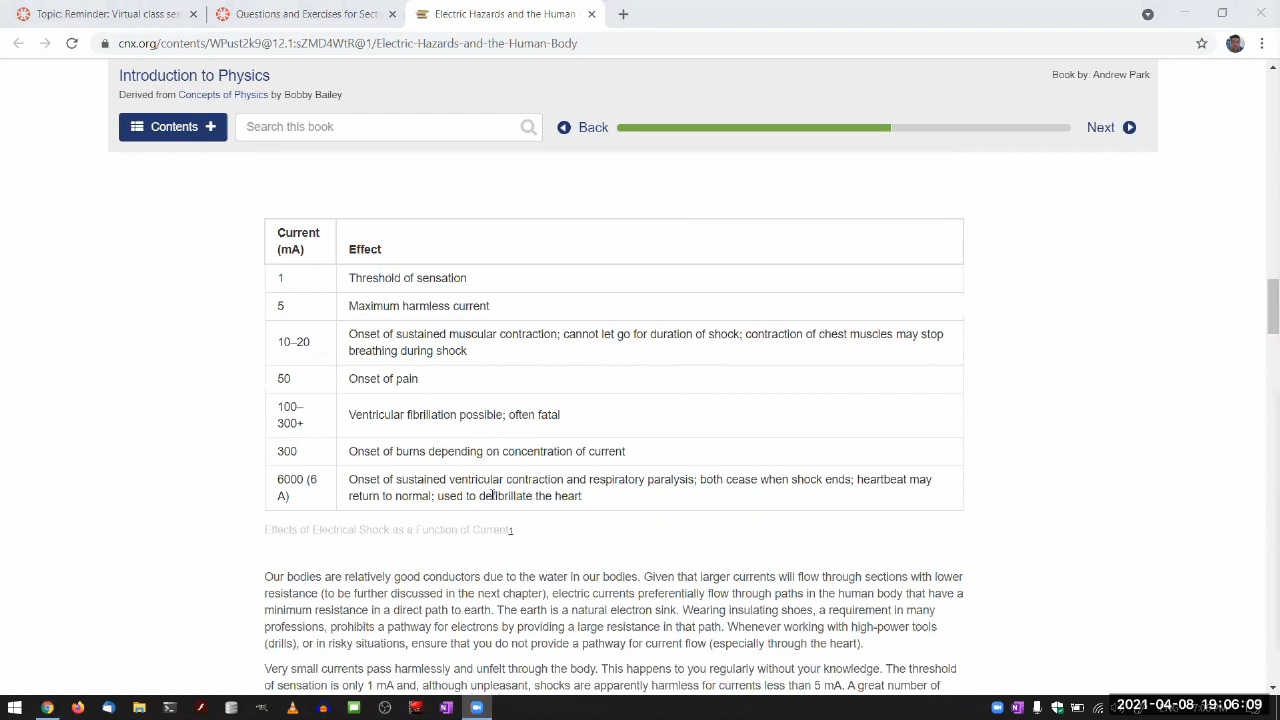 Topic: Reminder: Virtual class ses
Questions and Exercises for Sect
Electric Hazards and the Human
cnx.org/contents/WPust2k9@12.1:sZMD4WtR@1/Electric-Hazards-and-the-Human-Body
Introduction to Physics
Book by: Andrew Park
Derived from Concepts of Physics by Bobby Bailey
Contents +
Search this book
Back
Next
Current
(mA)
Effect
1
Threshold of sensation
5
Maximum harmless current
10–20
Onset of sustained muscular contraction; cannot let go for duration of shock; contraction of chest muscles may stop
breathing during shock
50
Onset of pain
100–
300+
Ventricular fibrillation possible; often fatal
300
Onset of burns depending on concentration of current
6000 (6
A)
Onset of sustained ventricular contraction and respiratory paralysis; both cease when shock ends; heartbeat may
return to normal; used to defibrillate the heart
Effects of Electrical Shock as a Function of Current1
Our bodies are relatively good conductors due to the water in our bodies. Given that larger currents will flow through sections with lower
resistance (to be further discussed in the next chapter), electric currents preferentially flow through paths in the human body that have a
minimum resistance in a direct path to earth. The earth is a natural electron sink. Wearing insulating shoes, a requirement in many
professions, prohibits a pathway for electrons by providing a large resistance in that path. Whenever working with high-power tools
(drills), or in risky situations, ensure that you do not provide a pathway for current flow (especially through the heart).
Very small currents pass harmlessly and unfelt through the body. This happens to you regularly without your knowledge. The threshold
of sensation is only 1 mA and, although unpleasant, shocks are apparently harmless for currents less than 5 mA. A great number of
2021-04-08 19:06:09